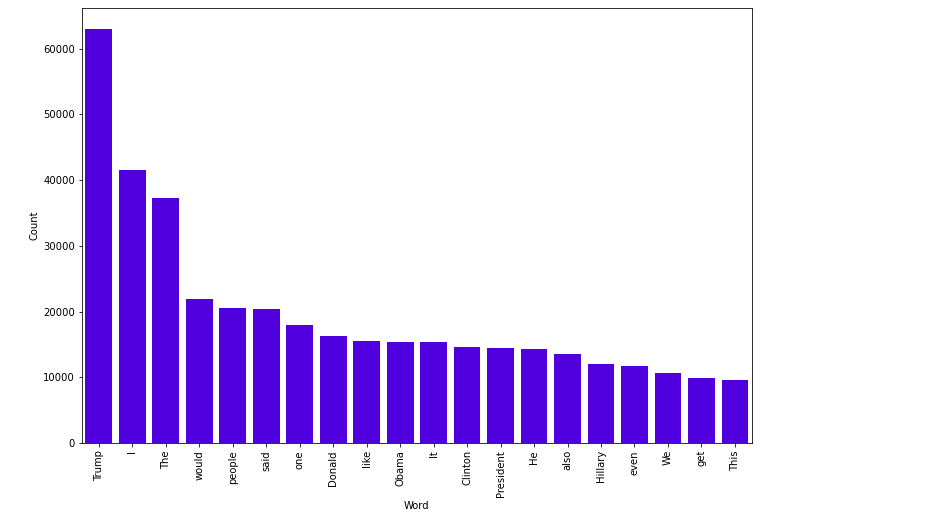 60000
50000
40000
30000
20000
10000
0
Count
Trump
I
The
would
people
said
one
Donald
like
Obama
It
Clinton
President
He
also
Hillary
even
We
get
This
Word